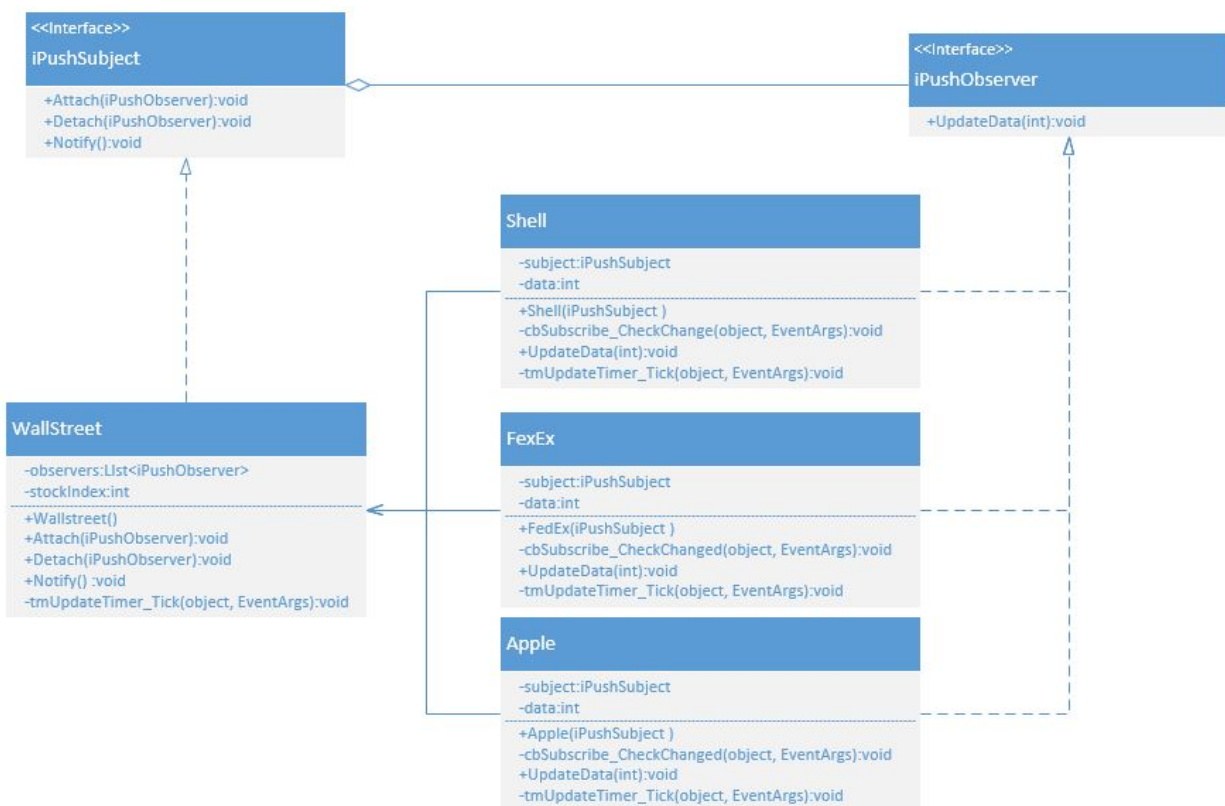 <<Interface>>
iPushSubject
+Attach(iPushObserver):void
+Detach(iPushObserver):void
+Notify():void
<<Interface>>
iPushObserver
+UpdateData(int):void
Shell
-subject:iPushSubject
-data:int
+Shell(iPushSubject )
-cbSubscribe_CheckChange(object, EventArgs):void
+UpdateData(int):void
-tmUpdateTimer_Tick(object, EventArgs):void
WallStreet
-observers:LIst<iPushObserver>
-stockIndex:int
+Wallstreet()
+Attach(iPushObserver):void
+Detach(iPushObserver):void
+Notify() :void
-tmUpdateTimer_Tick(object, EventArgs):void
FexEx
-subject:iPushSubject
-data:int
+FedEx(iPushSubject )
-cbSubscribe_CheckChanged(object, EventArgs):void
+UpdateData(int):void
-tmUpdateTimer_Tick(object, EventArgs):void
Apple
-subject:iPushSubject
-data:int
+Apple(iPushSubject )
-cbSubscribe_CheckChanged(object, EventArgs):void
+UpdateData(int):void
-tmUpdateTimer_Tick(object, EventArgs):void